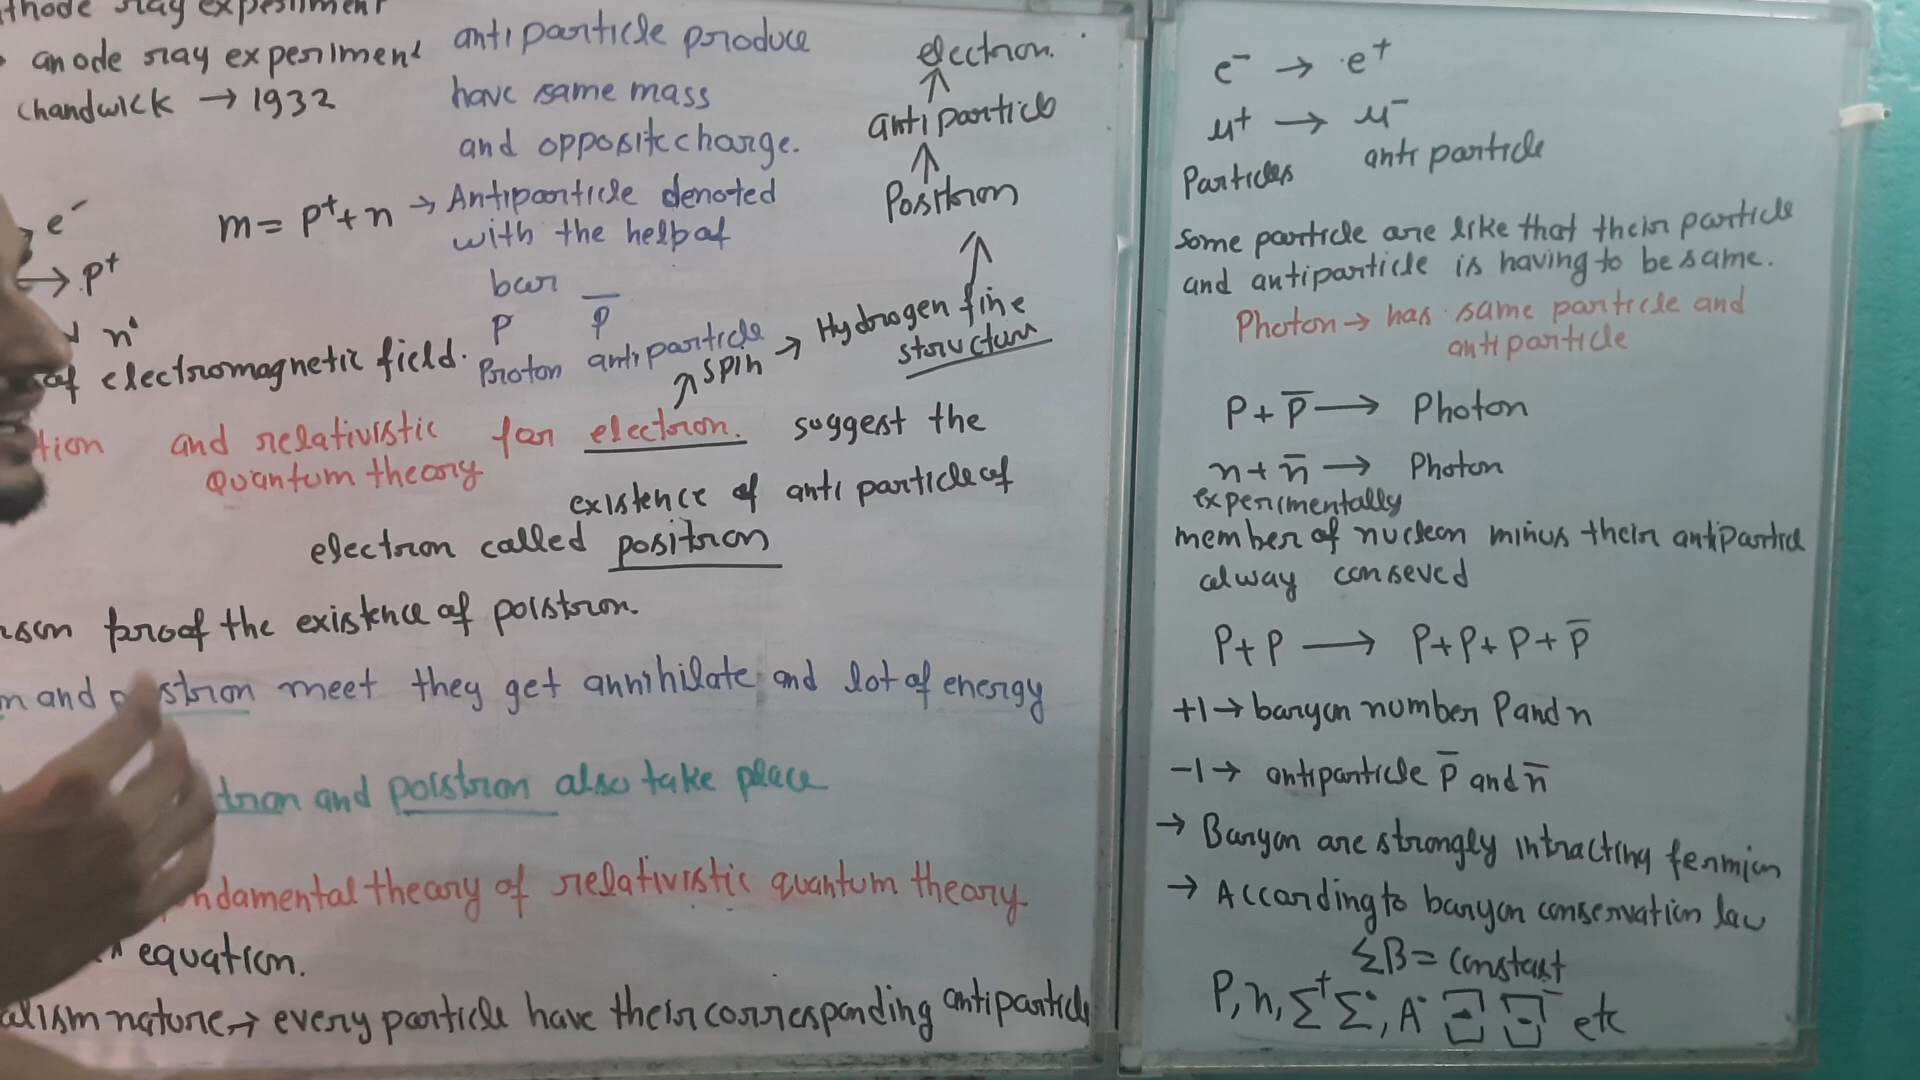 thode ray experiment
anode ray experiment
chandwick → 1932
antiparticle produce
have same mass
and opposite charge.
electron.
↑
antiparticle
↑
Positron
↑
e⁻
→ p⁺
n°
m = p⁺+n → Antiparticle denoted
with the help of
bar
P p̅
Proton antiparticle
of electromagnetic field.
↗ spin → Hydrogen fine
structure
tion and relativistic for electron. suggest the
Quantum theory
existence of antiparticle of
electron called positron
proof the existence of poistron.
and meet they get annihilate and lot of energy
tron and poistron also take place
ndamental theory of relativistic quantum theory
equation.
alism nature → every particle have their corresponding antiparticle
e⁻ → e⁺
μ⁺ → μ⁻
Particles anti particle
some particle are like that their particle
and antiparticle is having to be same.
Photon → has same particle and
antiparticle
P + P̅ → Photon
n + n̅ → Photon
experimentally
member of nucleon minus their antiparticl
alway conseved
P+P → P+P+P+P̅
+1 → baryon number P and n
-1 → antiparticle p̅ and n̅
→ Baryon are strongly intracting fermion
→ According to baryon conservation law
ΣB = constant
P, n, Σ⁺ Σ°, Λ° Ξ Ξ⁻ etc